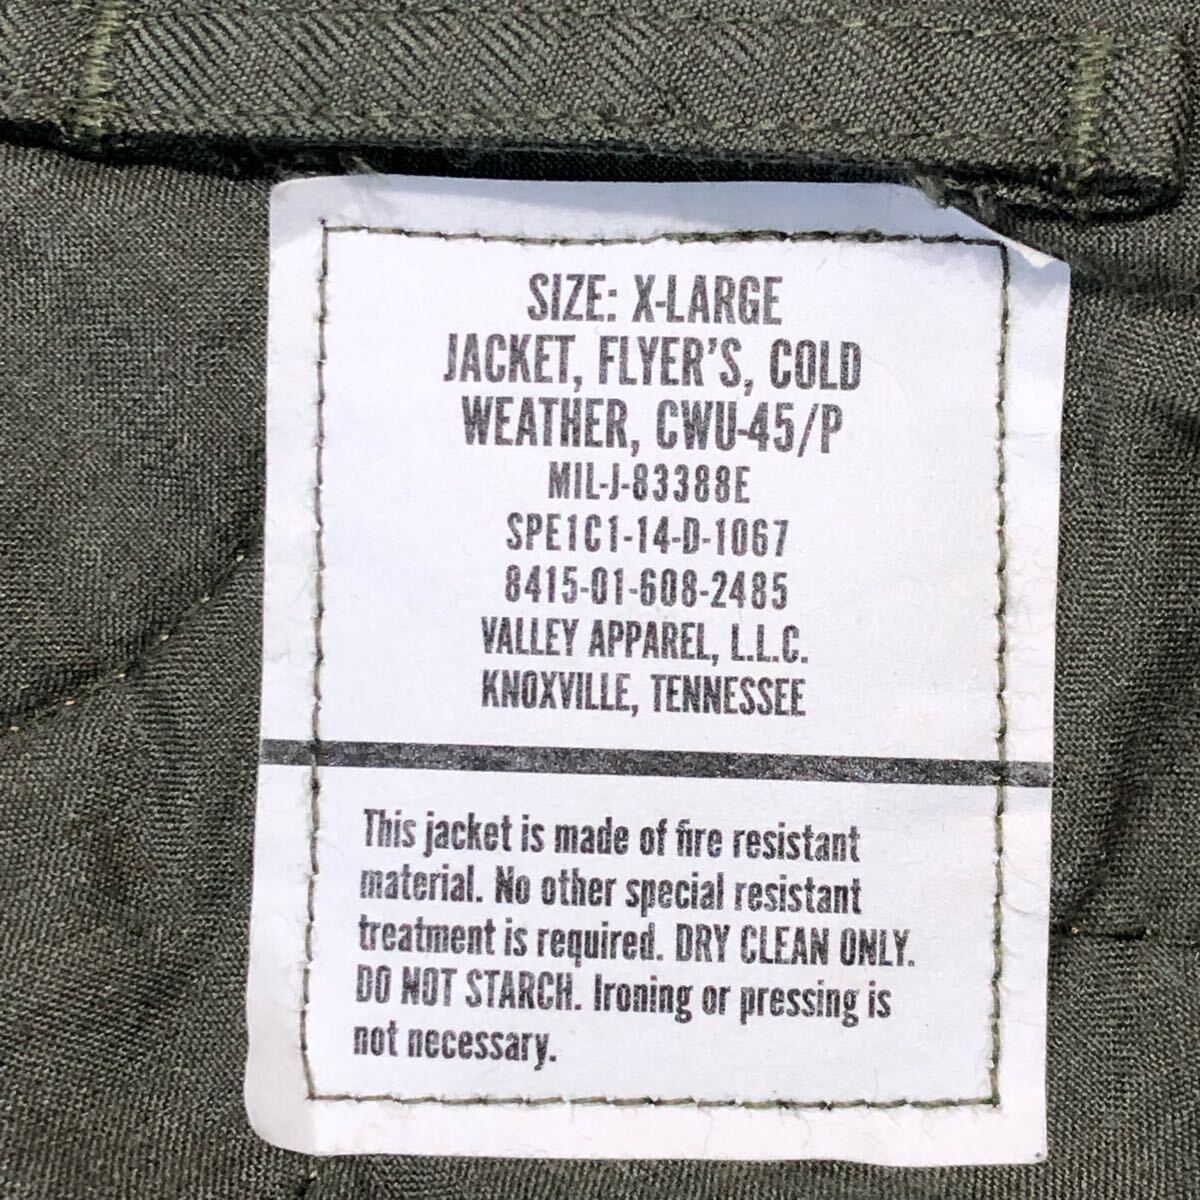 SIZE: X-LARGE
JACKET, FLYER'S, COLD
WEATHER, CWU-45/P
MIL-J-83388E
SPE1C1-14-D-1067
8415-01-608-2485
VALLEY APPAREL, L.L.C.
KNOXVILLE, TENNESSEE
This jacket is made of fire resistant
material. No other special resistant
treatment is required. DRY CLEAN ONLY.
DO NOT STARCH. Ironing or pressing is
not necessary.